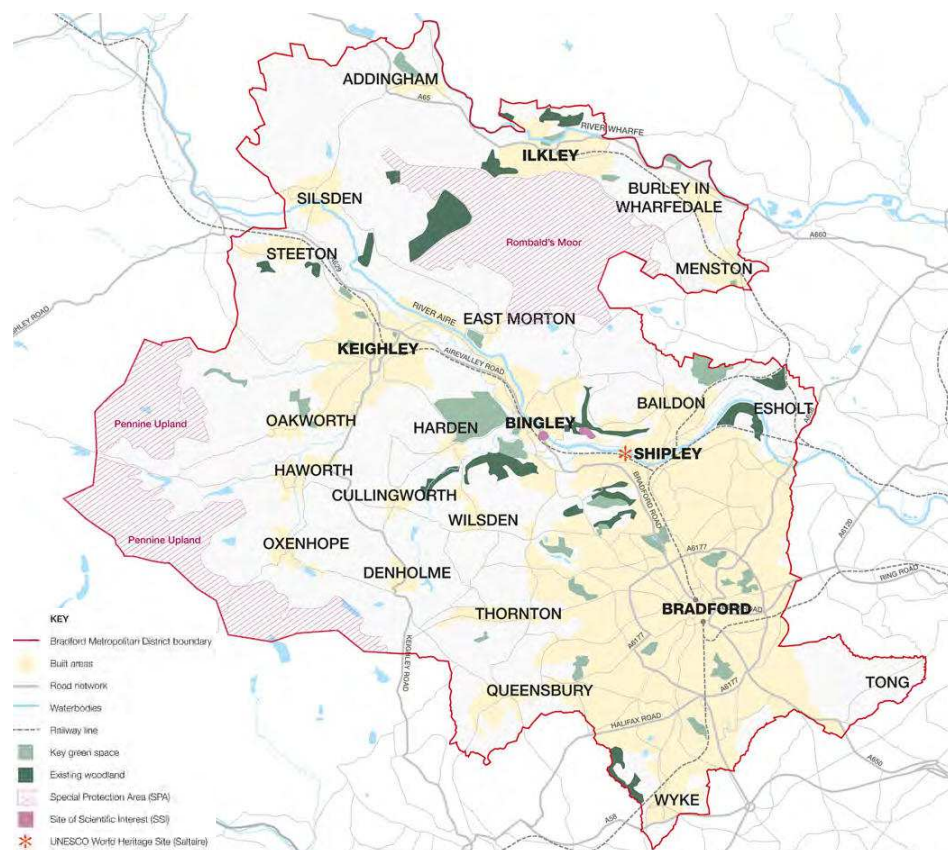 ADDINGHAM
A65
RIVER WHARFE
ILKLEY
BURLEY IN
WHARFEDALE
SILSDEN
Rombald's Moor
A660
STEETON
MENSTON
A629
RIVER AIRE
EAST MORTON
KEIGHLEY
AIREVALLEY ROAD
Pennine Upland
OAKWORTH
HARDEN
BINGLEY
BAILDON
ESHOLT
SHIPLEY
HAWORTH
CULLINGWORTH
WILSDEN
BRADFORD ROAD
Pennine Upland
OXENHOPE
A6177
A6120
DENHOLME
RING ROAD
THORNTON
BRADFORD
KEIGHLEY ROAD
A6177
A6177
TONG
QUEENSBURY
HALIFAX ROAD
A650
WYKE
A58
KEY
Bradford Metropolitan District boundary
Built areas
Road network
Waterbodies
Railway line
Key green space
Existing woodland
Special Protection Area (SPA)
Site of Scientific Interest (SSI)
UNESCO World Heritage Site (Saltaire)